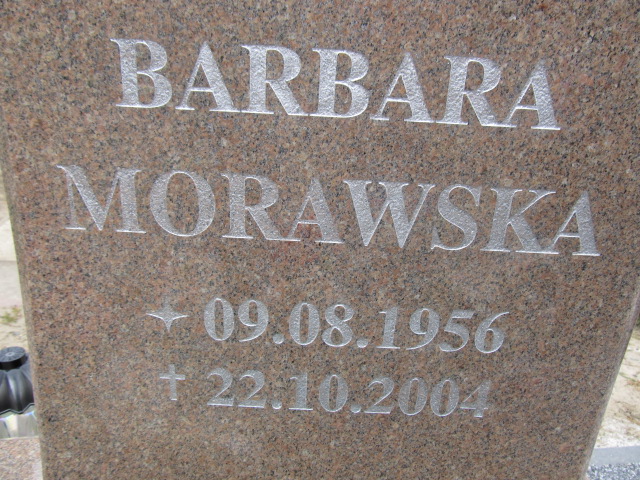 BARBARA
MORAWSKA
✦ 09.08.1956
† 22.10.2004